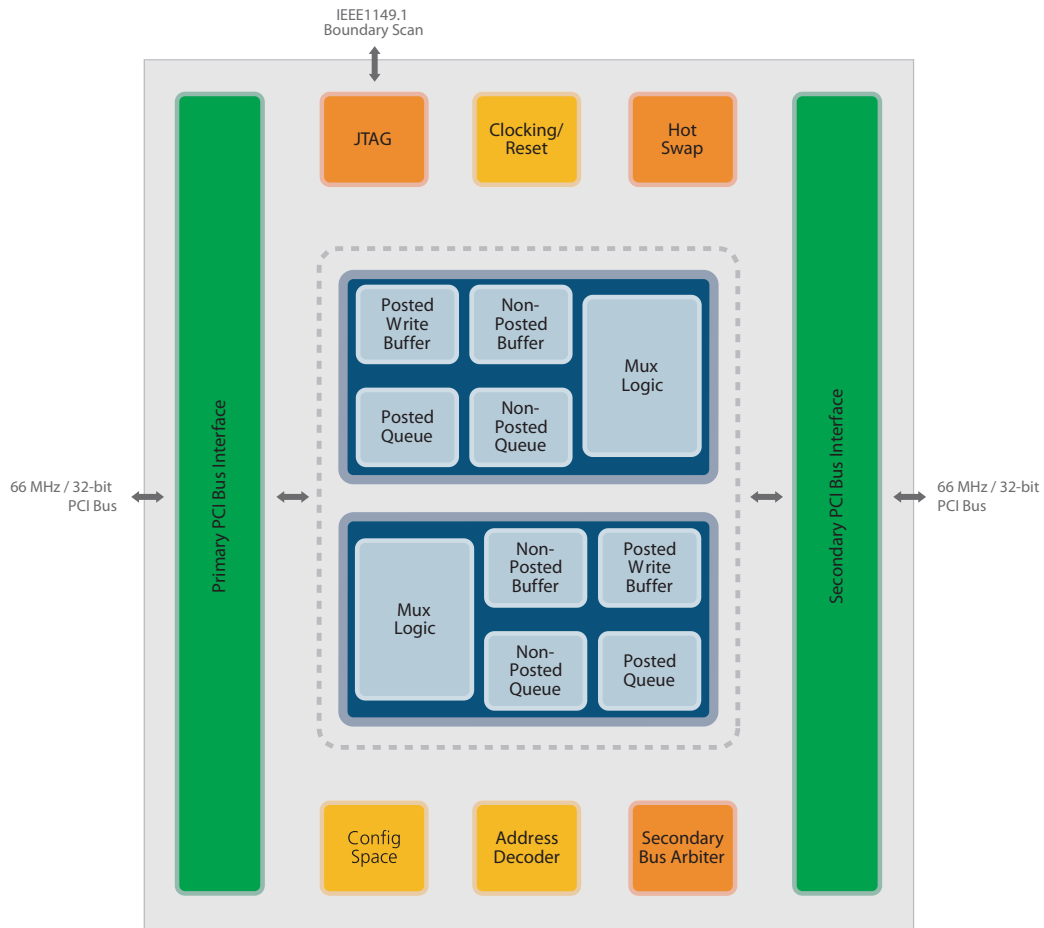 IEEE1149.1
Boundary Scan
JTAG
Clocking/
Reset
Hot
Swap
Primary PCI Bus Interface
Secondary PCI Bus Interface
Posted
Write
Buffer
Non-
Posted
Buffer
Mux
Logic
Posted
Queue
Non-
Posted
Queue
66 MHz / 32-bit
PCI Bus
66 MHz / 32-bit
PCI Bus
Mux
Logic
Non-
Posted
Buffer
Posted
Write
Buffer
Non-
Posted
Queue
Posted
Queue
Config
Space
Address
Decoder
Secondary
Bus Arbiter